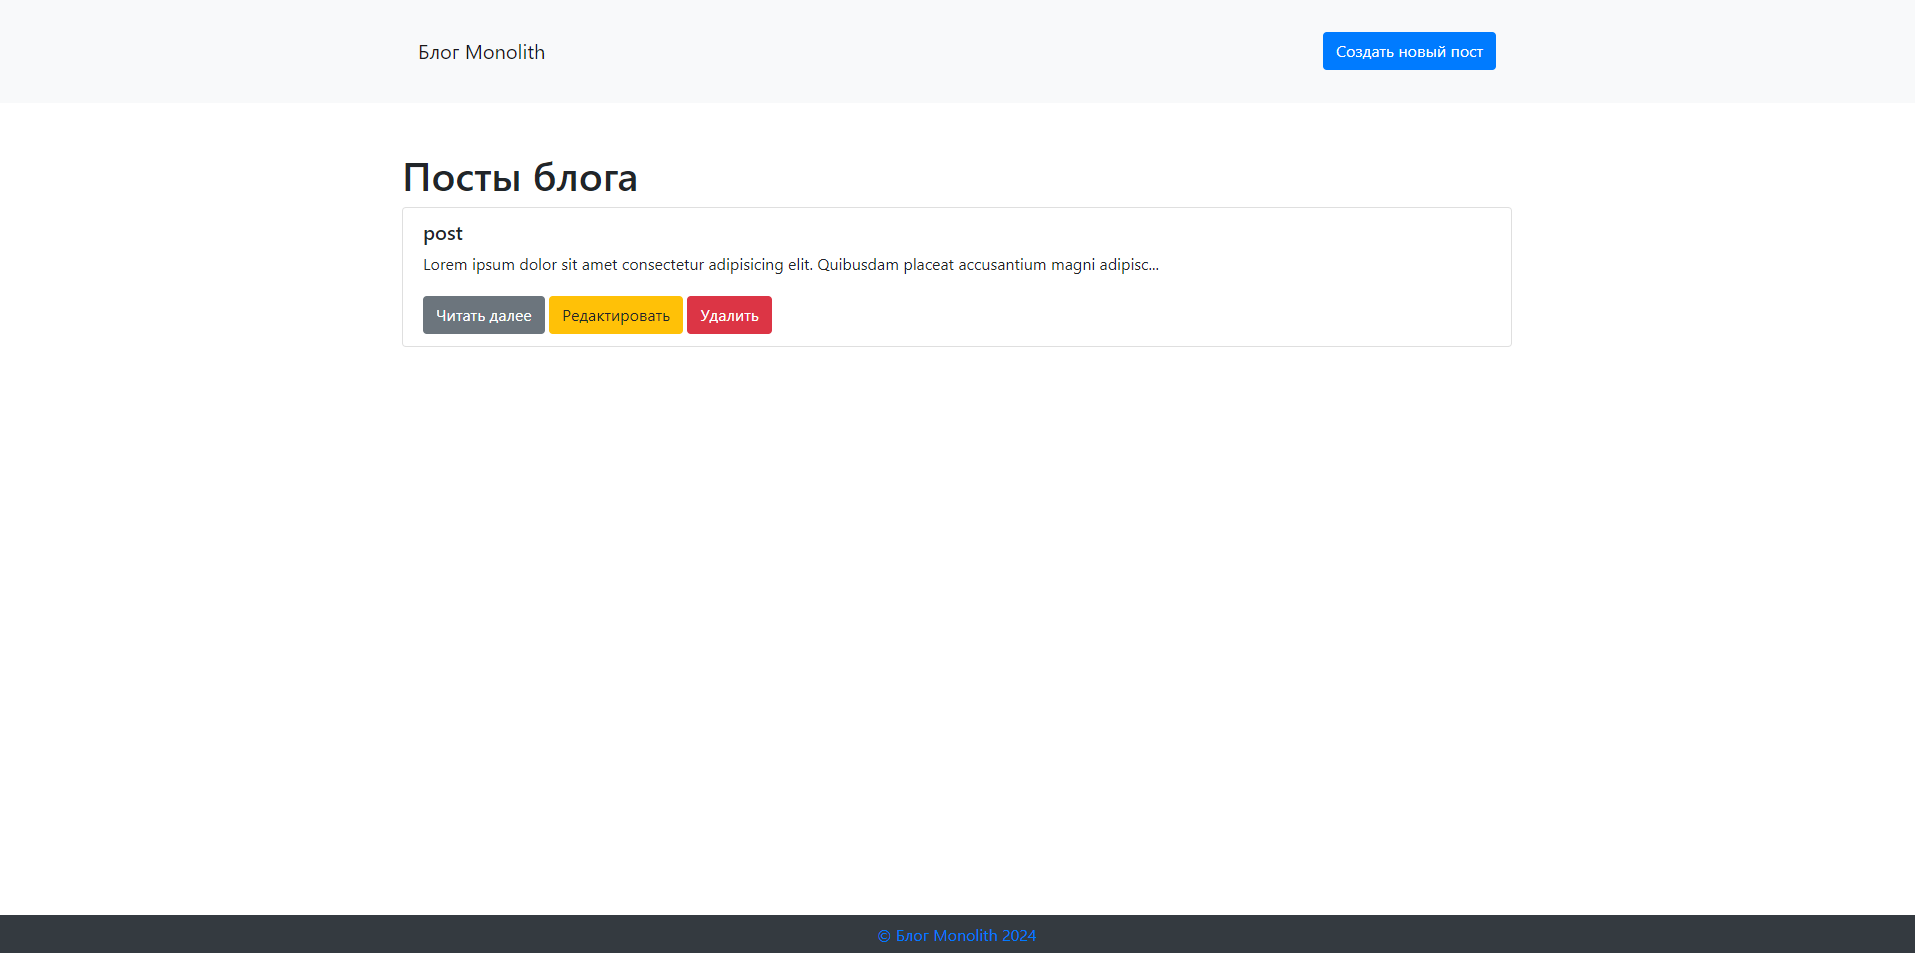 Блог Monolith
Создать новый пост
Посты блога
post
Lorem ipsum dolor sit amet consectetur adipisicing elit. Quibusdam placeat accusantium magni adipisc...
Читать далее Редактировать Удалить
© Блог Monolith 2024